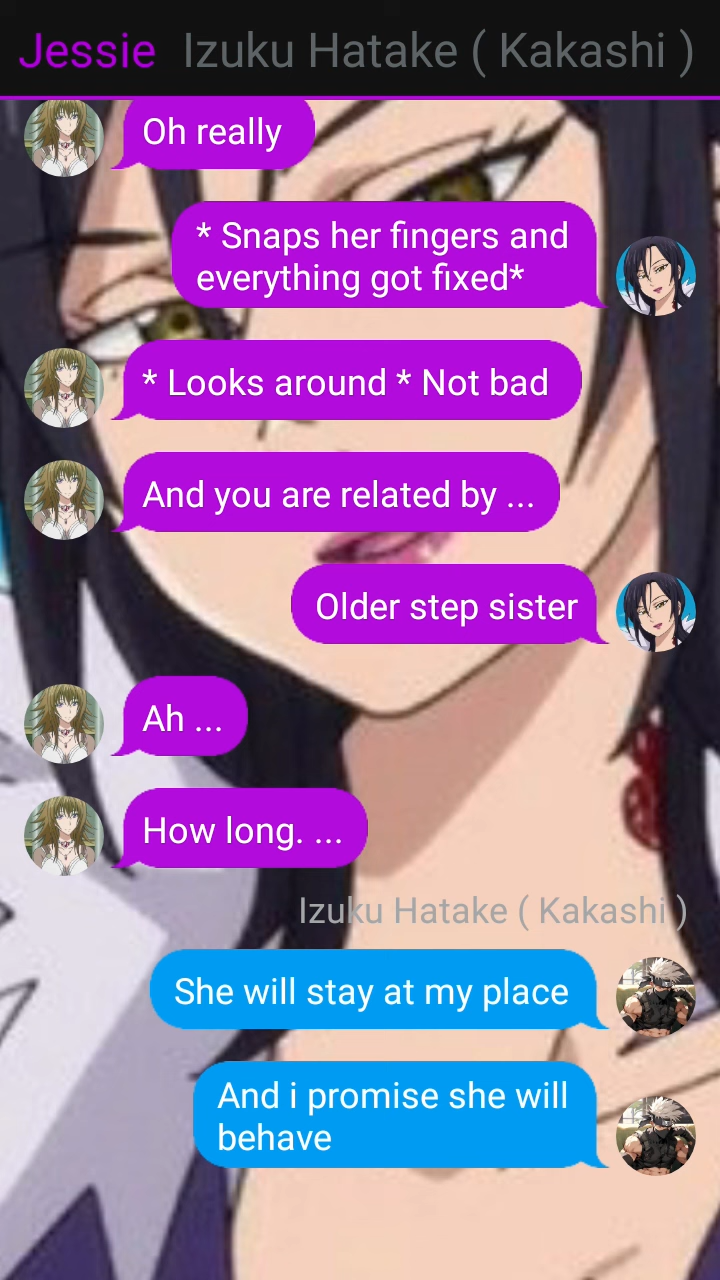 Jessie Izuku Hatake ( Kakashi )
Oh really
* Snaps her fingers and
everything got fixed*
* Looks around * Not bad
And you are related by ...
Older step sister
Ah ...
How long. ...
Izuku Hatake ( Kakashi )
She will stay at my place
And i promise she will
behave